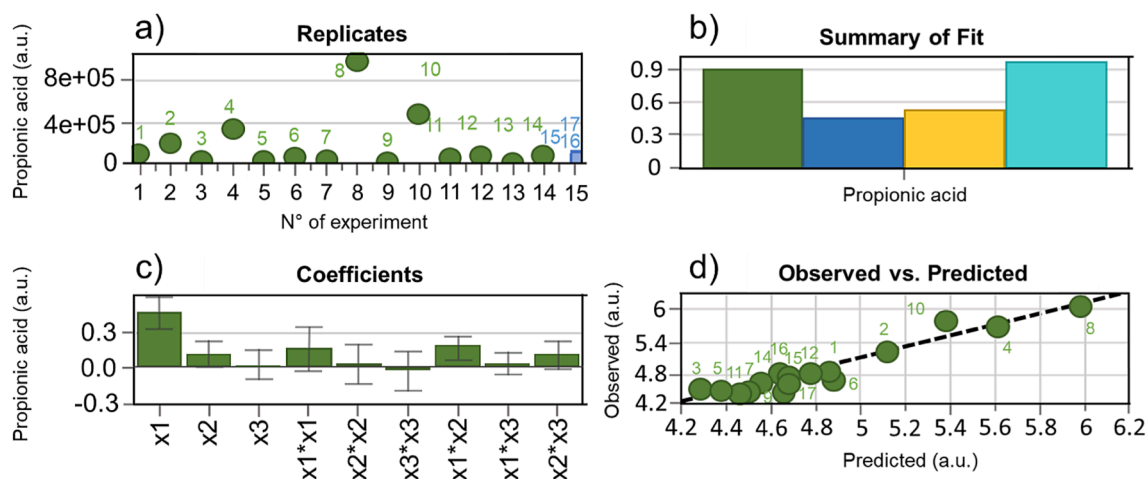 a)
Replicates
Propionic acid (a.u.)
8e+05
4e+05
0
1 2 3 4 5 6 7 8 9 10 11 12 13 14 15 16 17
1 2 3 4 5 6 7 8 9 10 11 12 13 14 15
N° of experiment
b)
Summary of Fit
0.9
0.6
0.3
0
Propionic acid
c)
Coefficients
Propionic acid (a.u.)
0.3
0.0
-0.3
x1 x2 x3 x1*x1 x2*x2 x3*x3 x1*x2 x1*x3 x2*x3
d)
Observed vs. Predicted
Observed (a.u.)
6
5.4
4.8
4.2
3 5 11 7 14 9 16 15 17 12 1 6 2 10 4 8
4.2 4.4 4.6 4.8 5 5.2 5.4 5.6 5.8 6 6.2
Predicted (a.u.)